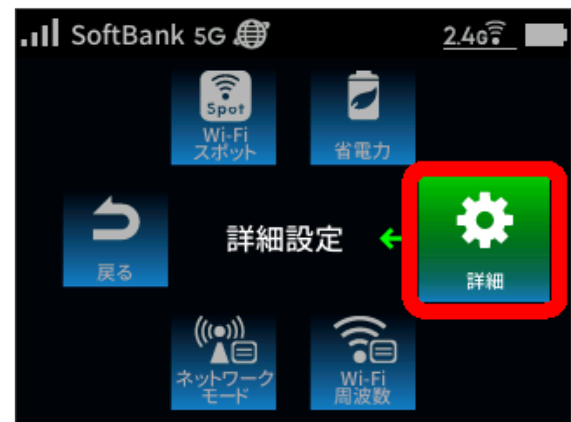 SoftBank 5G 2.4G
Spot
Wi-Fi
スポット
省電力
戻る
詳細設定
詳細
ネットワーク
モード
Wi-Fi
周波数